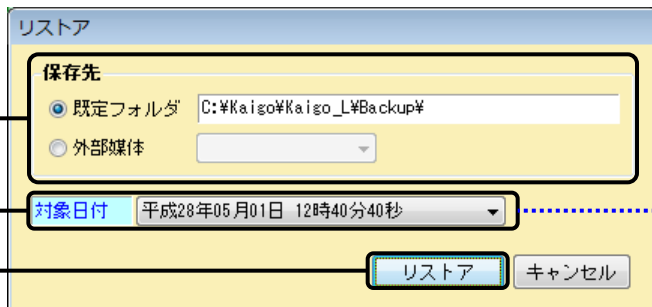 リストア
保存先
既定フォルダ C:¥Kaigo¥Kaigo_L¥Backup¥
外部媒体
対象日付 平成28年05月01日 12時40分40秒
リストア キャンセル